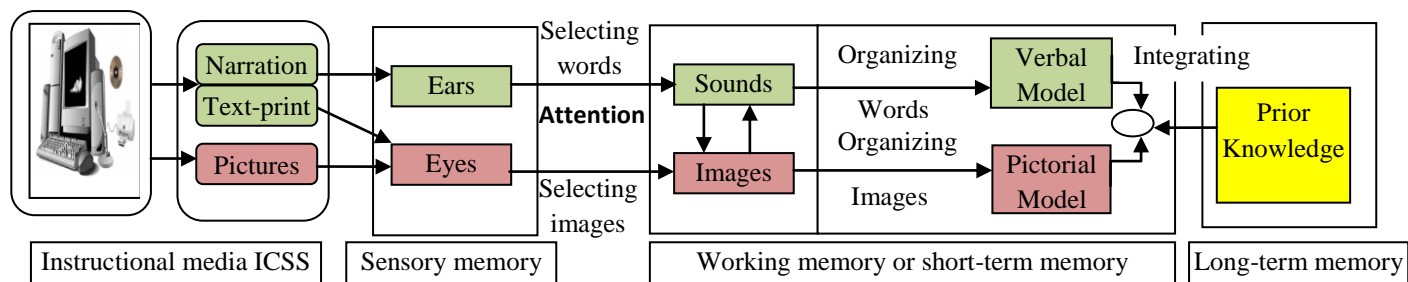 Narration
Text-print
Pictures
Ears
Eyes
Selecting
words
Attention
Selecting
images
Sounds
Images
Organizing
Words
Organizing
Images
Verbal
Model
Pictorial
Model
Integrating
Prior
Knowledge
Instructional media ICSS
Sensory memory
Working memory or short-term memory
Long-term memory